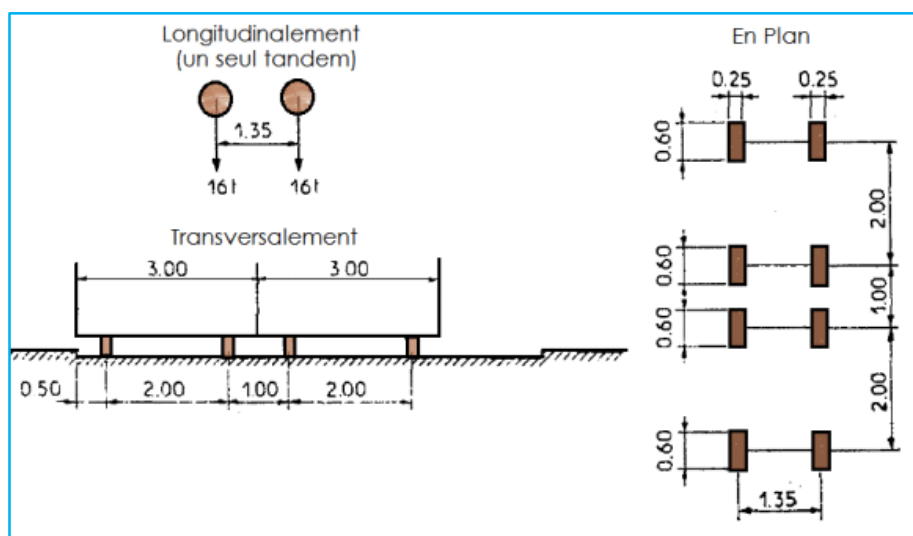 Longitudinalement
(un seul tandem)
1.35
16t 16t
Transversalement
3.00 3.00
0.50 2.00 1.00 2.00
En Plan
0.25 0.25
0.60
2.00
0.60
1.00
0.60
2.00
0.60
1.35